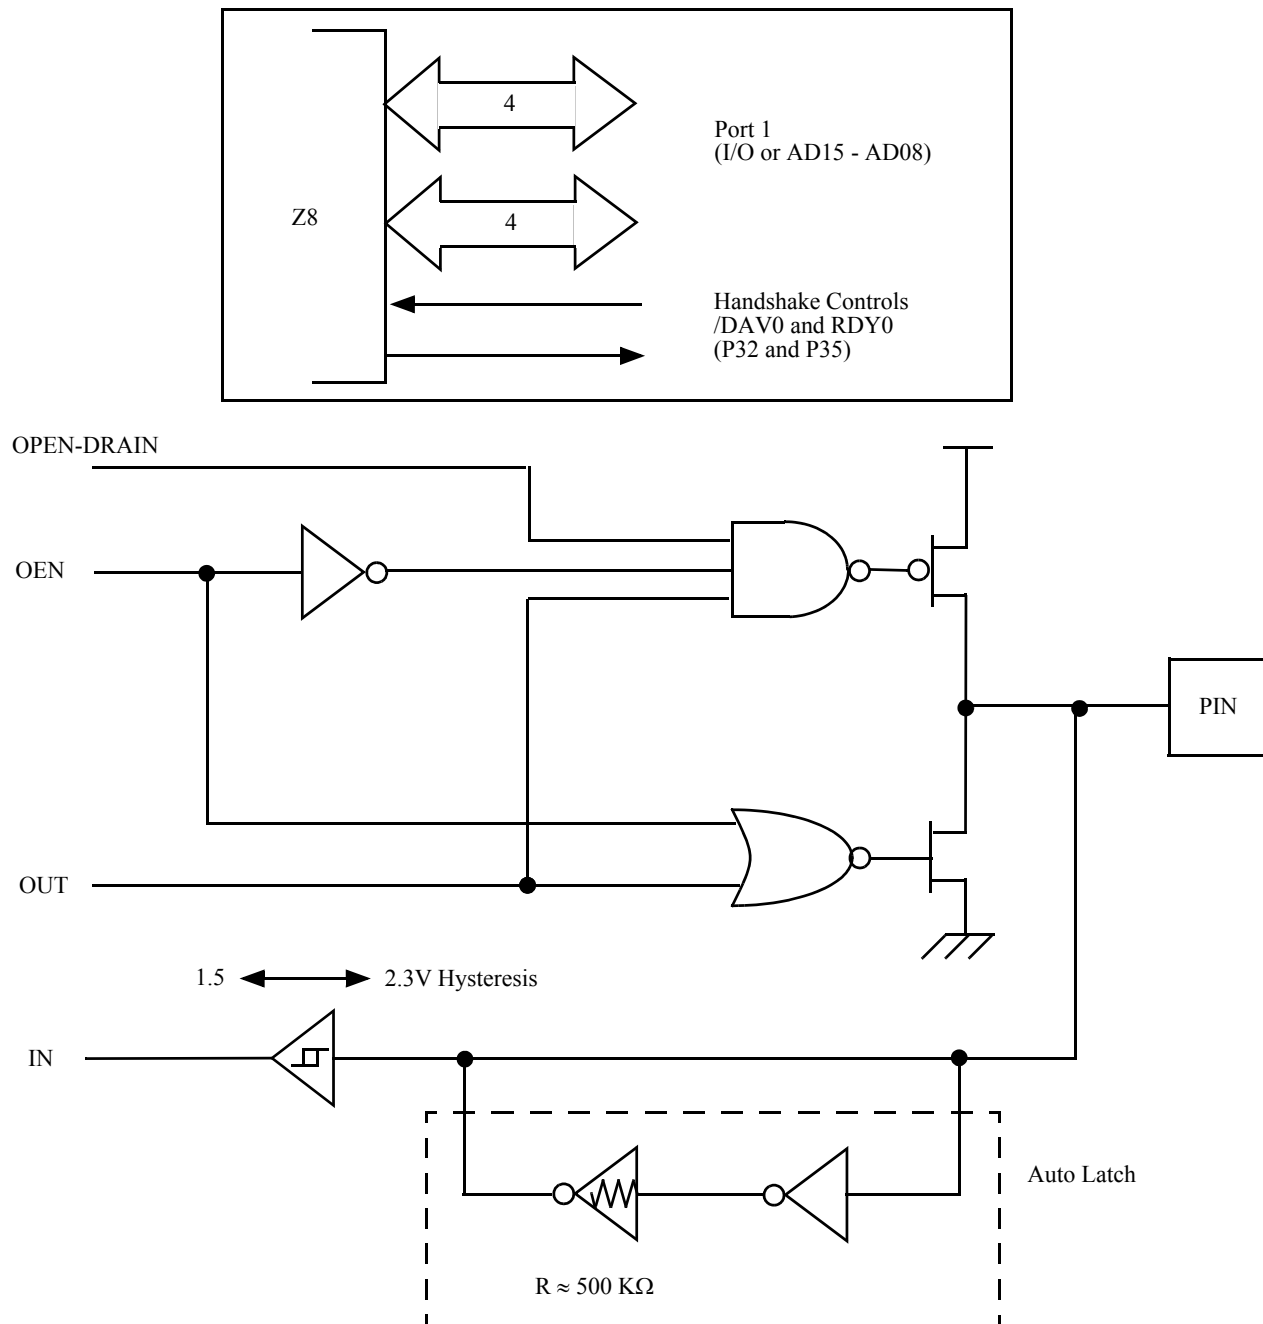 4
Port 1
(I/O or AD15 - AD08)
Z8
4
Handshake Controls
/DAV0 and RDY0
(P32 and P35)
OPEN-DRAIN
OEN
PIN
OUT
1.5 2.3V Hysteresis
IN
Auto Latch
R ≈ 500 KΩ